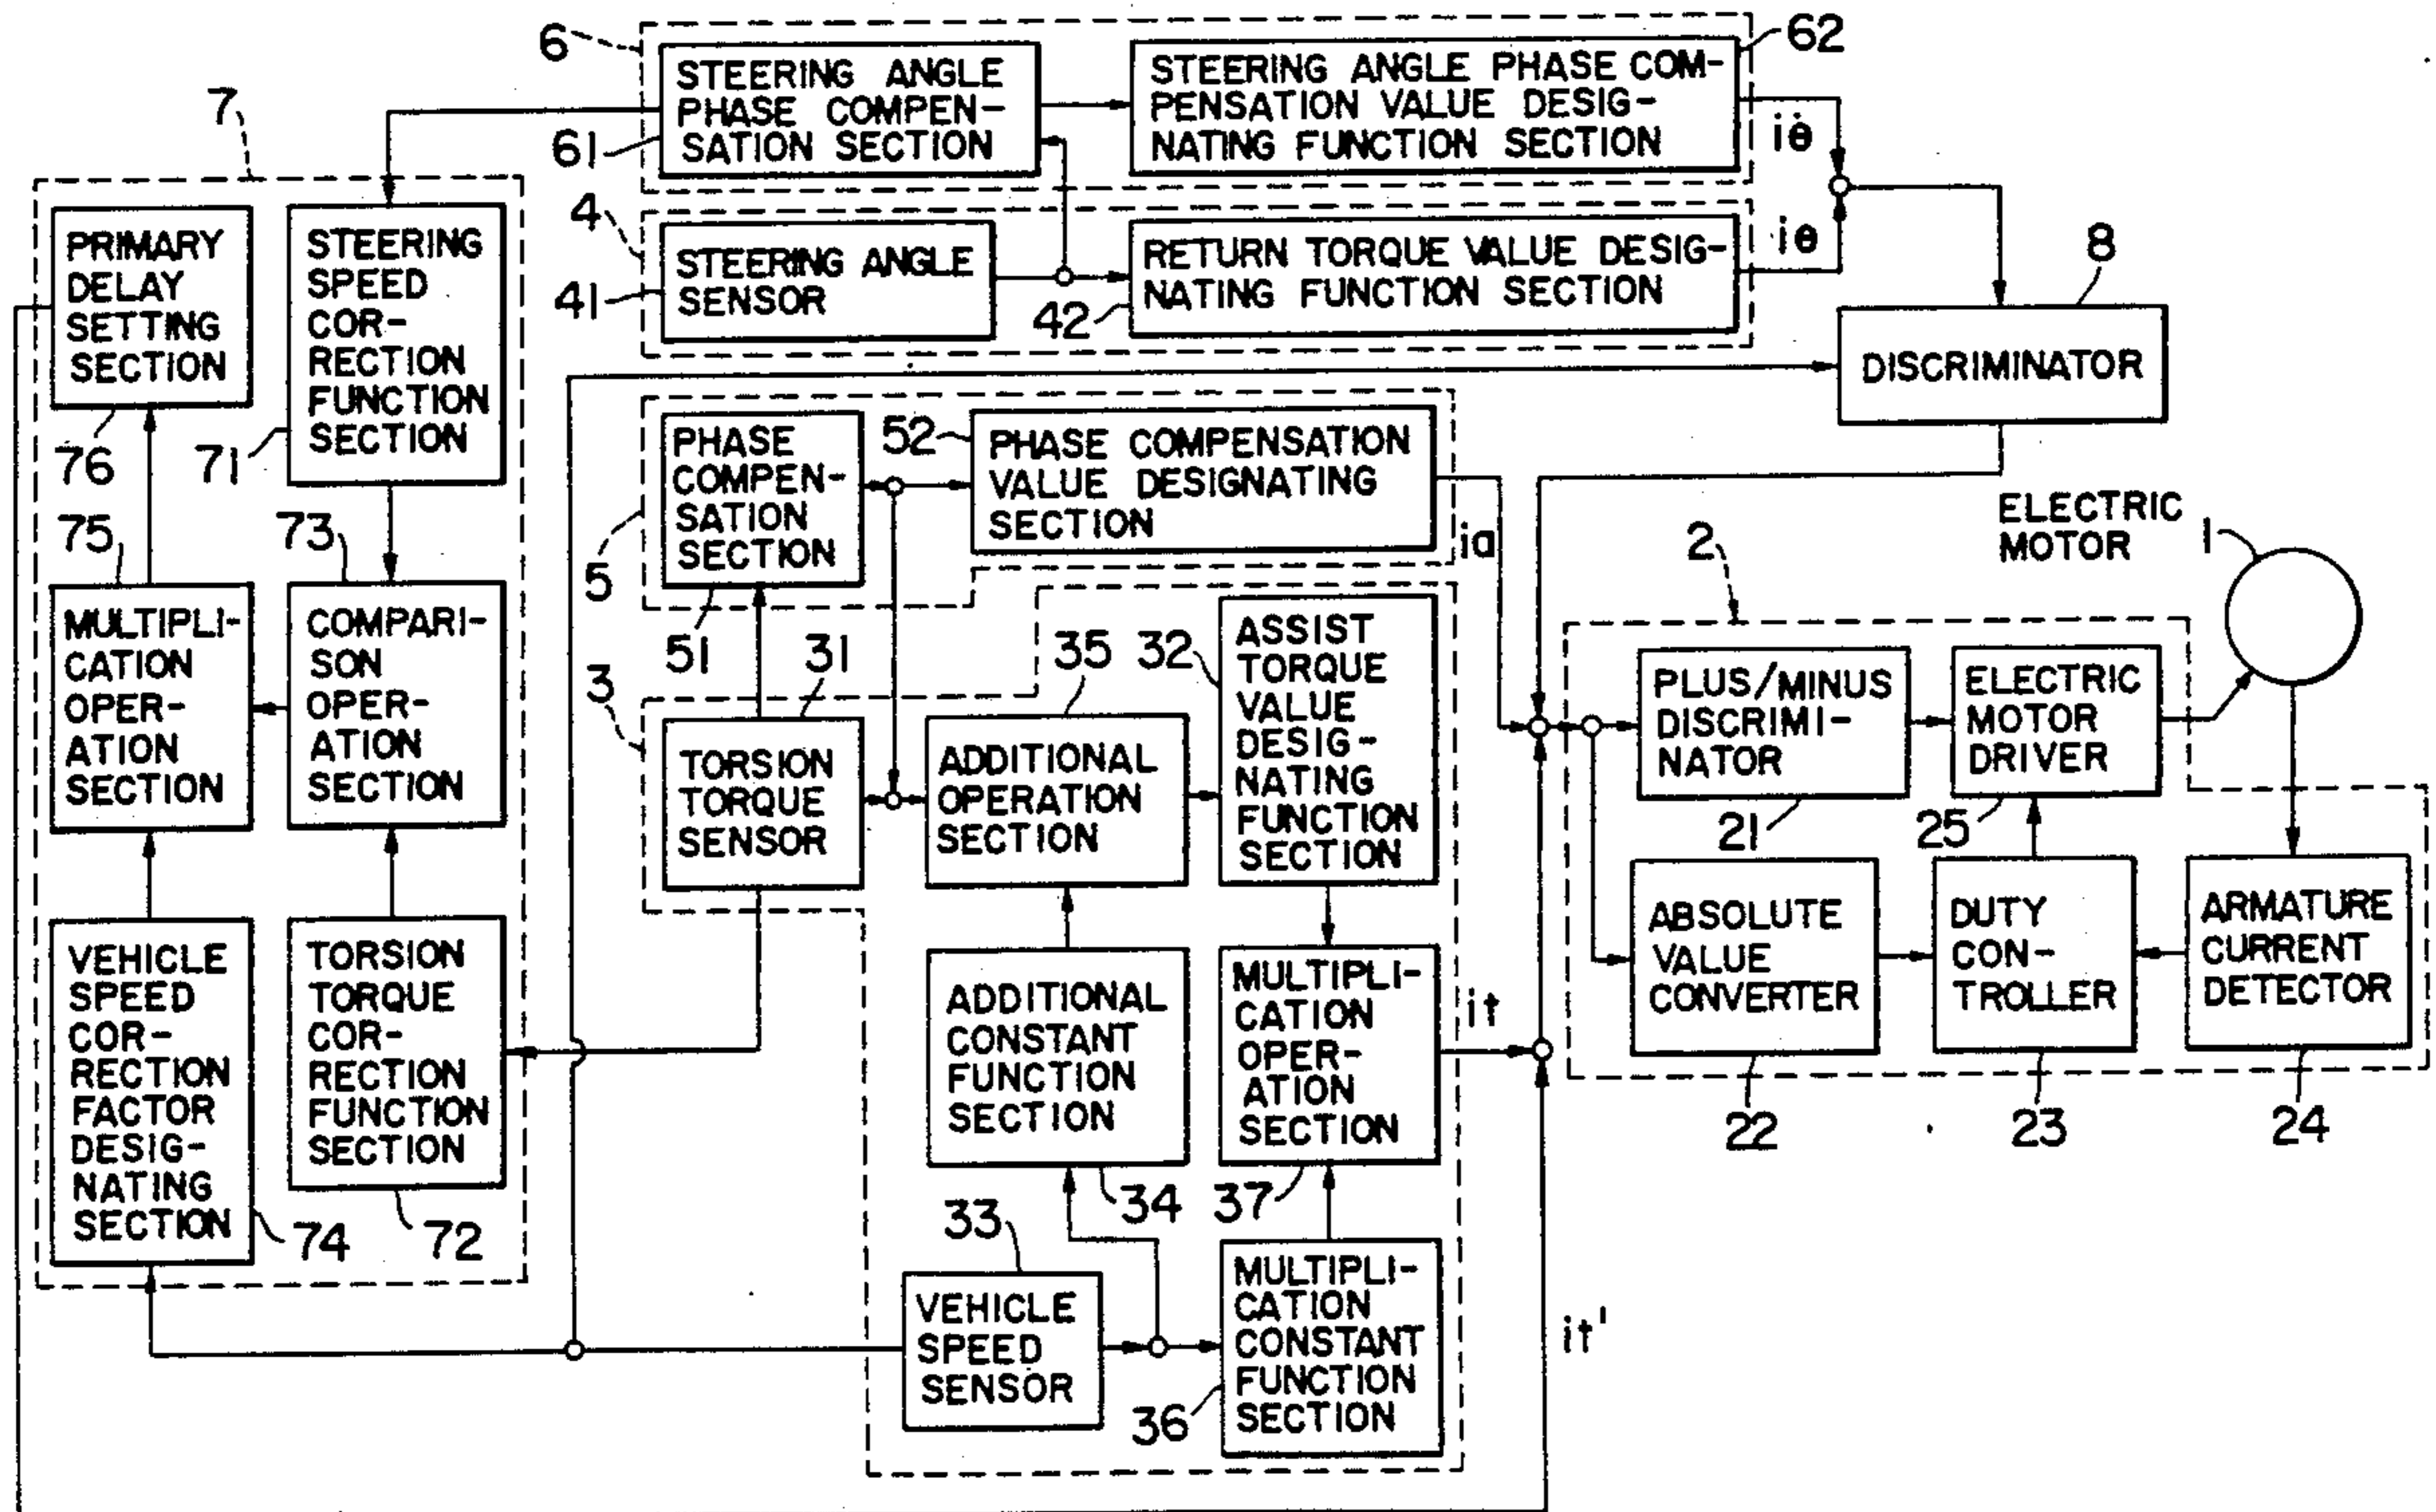 6
STEERING ANGLE
PHASE COMPEN-
SATION SECTION
61
STEERING ANGLE PHASE COM-
PENSATION VALUE DESIG-
NATING FUNCTION SECTION
62
iθ̇
4
STEERING ANGLE
SENSOR
41
RETURN TORQUE VALUE DESIG-
NATING FUNCTION SECTION
42
iθ
8
DISCRIMINATOR
7
PRIMARY
DELAY
SETTING
SECTION
76
STEERING
SPEED
COR-
RECTION
FUNCTION
SECTION
71
75
MULTIPLI-
CATION
OPER-
ATION
SECTION
73
COMPARI-
SON
OPER-
ATION
SECTION
VEHICLE
SPEED
COR-
RECTION
FACTOR
DESIG-
NATING
SECTION
74
TORSION
TORQUE
COR-
RECTION
FUNCTION
SECTION
72
5
PHASE
COMPEN-
SATION
SECTION
51
52
PHASE COMPENSATION
VALUE DESIGNATING
SECTION
ia
3
31
TORSION
TORQUE
SENSOR
35
ADDITIONAL
OPERATION
SECTION
32
ASSIST
TORQUE
VALUE
DESIG-
NATING
FUNCTION
SECTION
ADDITIONAL
CONSTANT
FUNCTION
SECTION
34
MULTIPLI-
CATION
OPER-
ATION
SECTION
37
it
33
VEHICLE
SPEED
SENSOR
MULTIPLI-
CATION
CONSTANT
FUNCTION
SECTION
36
it'
ELECTRIC
MOTOR
1
2
PLUS/MINUS
DISCRIMI-
NATOR
21
ELECTRIC
MOTOR
DRIVER
25
ABSOLUTE
VALUE
CONVERTER
22
DUTY
CON-
TROLLER
23
ARMATURE
CURRENT
DETECTOR
24